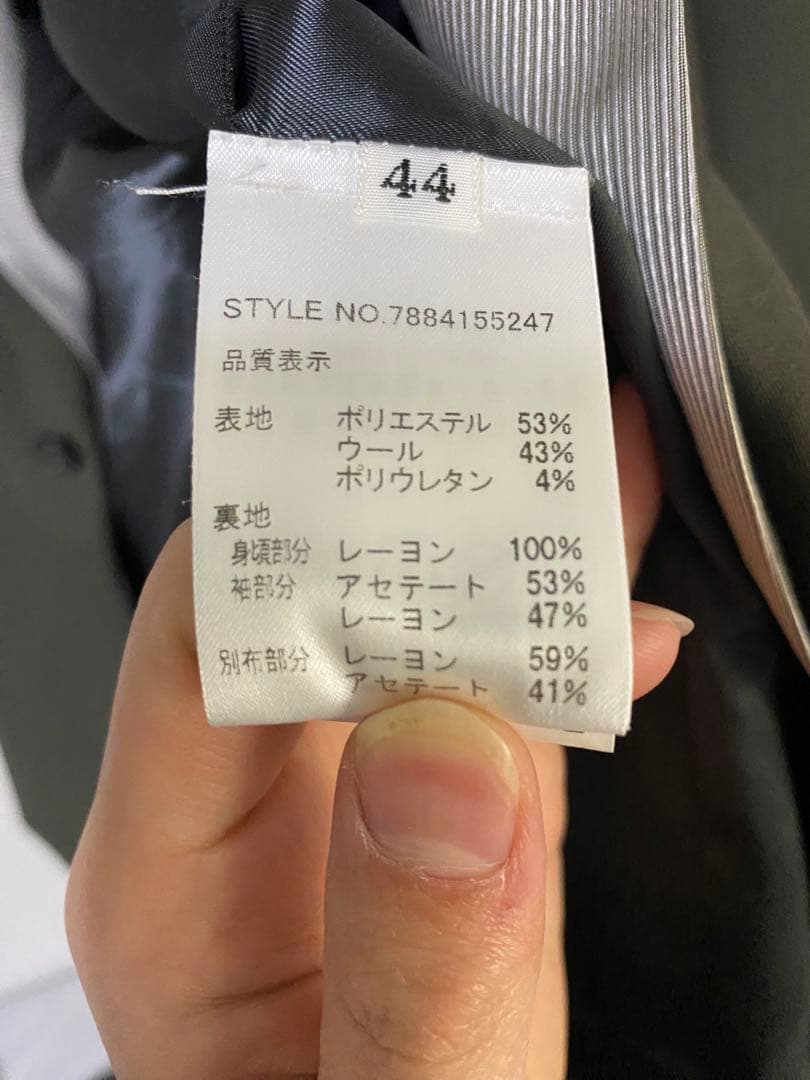 44
STYLE NO.7884155247
品質表示
表地 ポリエステル 53%
ウール 43%
ポリウレタン 4%
裏地
身頃部分 レーヨン 100%
袖部分 アセテート 53%
レーヨン 47%
別布部分 レーヨン 59%
アセテート 41%